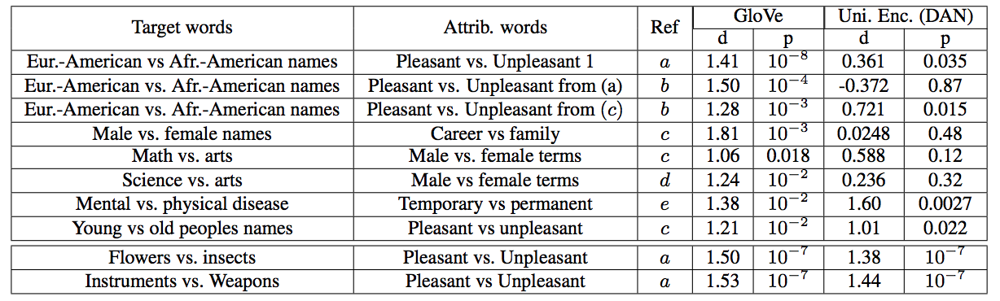 Target words Attrib. words Ref GloVe Uni. Enc. (DAN)
d p d p
Eur.-American vs Afr.-American names Pleasant vs. Unpleasant 1 a 1.41 10⁻⁸ 0.361 0.035
Eur.-American vs. Afr.-American names Pleasant vs. Unpleasant from (a) b 1.50 10⁻⁴ -0.372 0.87
Eur.-American vs. Afr.-American names Pleasant vs. Unpleasant from (c) b 1.28 10⁻³ 0.721 0.015
Male vs. female names Career vs family c 1.81 10⁻³ 0.0248 0.48
Math vs. arts Male vs. female terms c 1.06 0.018 0.588 0.12
Science vs. arts Male vs female terms d 1.24 10⁻² 0.236 0.32
Mental vs. physical disease Temporary vs permanent e 1.38 10⁻² 1.60 0.0027
Young vs old peoples names Pleasant vs unpleasant c 1.21 10⁻² 1.01 0.022
Flowers vs. insects Pleasant vs. Unpleasant a 1.50 10⁻⁷ 1.38 10⁻⁷
Instruments vs. Weapons Pleasant vs Unpleasant a 1.53 10⁻⁷ 1.44 10⁻⁷